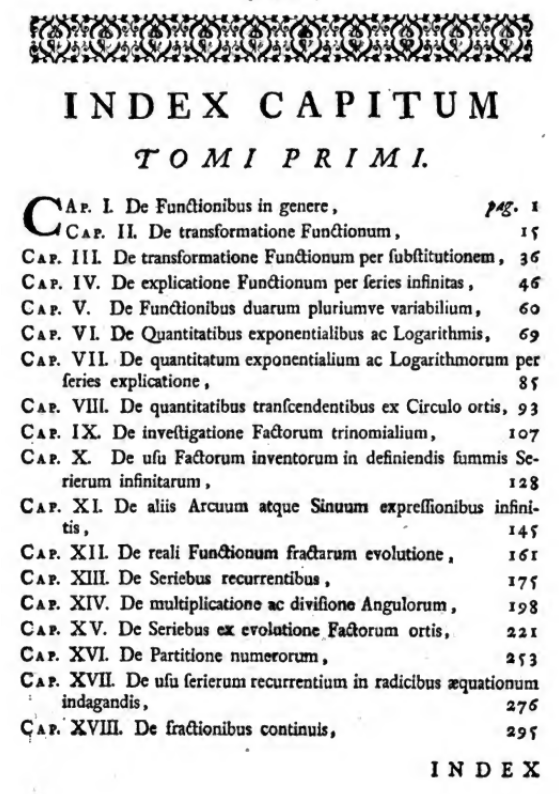 INDEX CAPITUM
TOMI PRIMI.
CAP. I. De Functionibus in genere, pag. 1
CAP. II. De transformatione Functionum, 15
CAP. III. De transformatione Functionum per ſubſtitutionem, 36
CAP. IV. De explicatione Functionum per ſeries infinitas, 46
CAP. V. De Functionibus duarum pluriumve variabilium, 60
CAP. VI. De Quantitatibus exponentialibus ac Logarithmis, 69
CAP. VII. De quantitatum exponentialium ac Logarithmorum per
ſeries explicatione, 85
CAP. VIII. De quantitatibus tranſcendentibus ex Circulo ortis, 93
CAP. IX. De inveſtigatione Factorum trinomialium, 107
CAP. X. De uſu Factorum inventorum in definiendis ſummis Se-
rierum infinitarum, 128
CAP. XI. De aliis Arcuum atque Sinuum expreſſionibus infini-
tis, 145
CAP. XII. De reali Functionum fractarum evolutione, 161
CAP. XIII. De Seriebus recurrentibus, 175
CAP. XIV. De multiplicatione ac diviſione Angulorum, 198
CAP. XV. De Seriebus ex evolutione Factorum ortis, 221
CAP. XVI. De Partitione numerorum, 253
CAP. XVII. De uſu ſerierum recurrentium in radicibus æquationum
indagandis, 276
CAP. XVIII. De fractionibus continuis, 295
INDEX